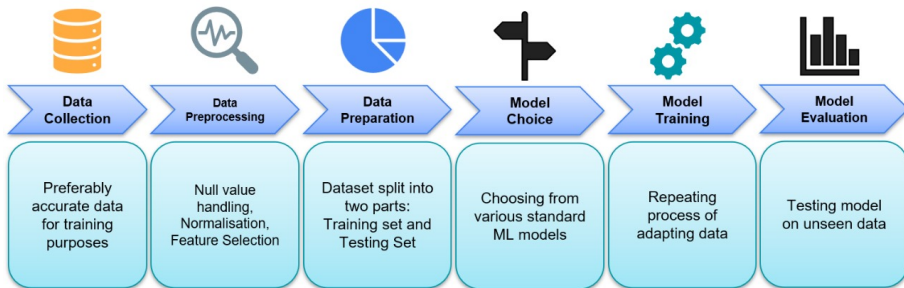 Data
Collection
Data
Preprocessing
Data
Preparation
Model
Choice
Model
Training
Model
Evaluation
Preferably
accurate data
for training
purposes
Null value
handling,
Normalisation,
Feature Selection
Dataset split into
two parts:
Training set and
Testing Set
Choosing from
various standard
ML models
Repeating
process of
adapting data
Testing model
on unseen data